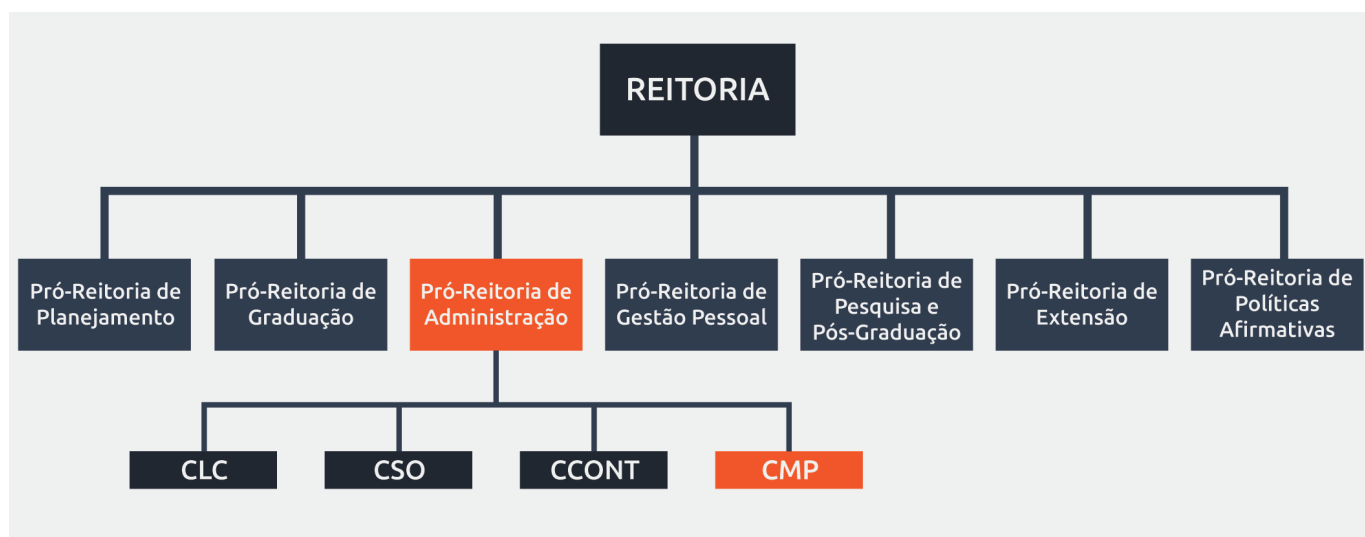 REITORIA
Pró-Reitoria de
Planejamento
Pró-Reitoria de
Graduação
Pró-Reitoria de
Administração
Pró-Reitoria de
Gestão Pessoal
Pró-Reitoria de
Pesquisa e
Pós-Graduação
Pró-Reitoria de
Extensão
Pró-Reitoria de
Políticas
Afirmativas
CLC
CSO
CCONT
CMP